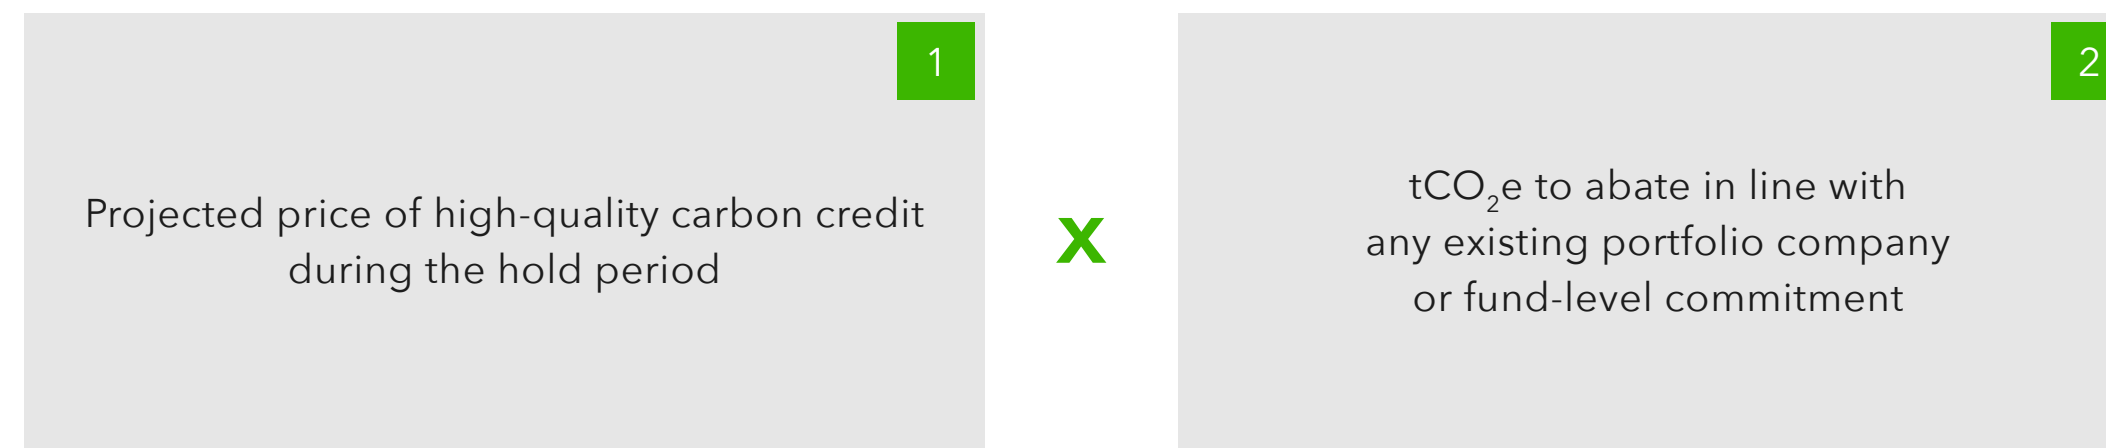 1
Projected price of high-quality carbon credit
during the hold period
x
2
tCO₂e to abate in line with
any existing portfolio company
or fund-level commitment